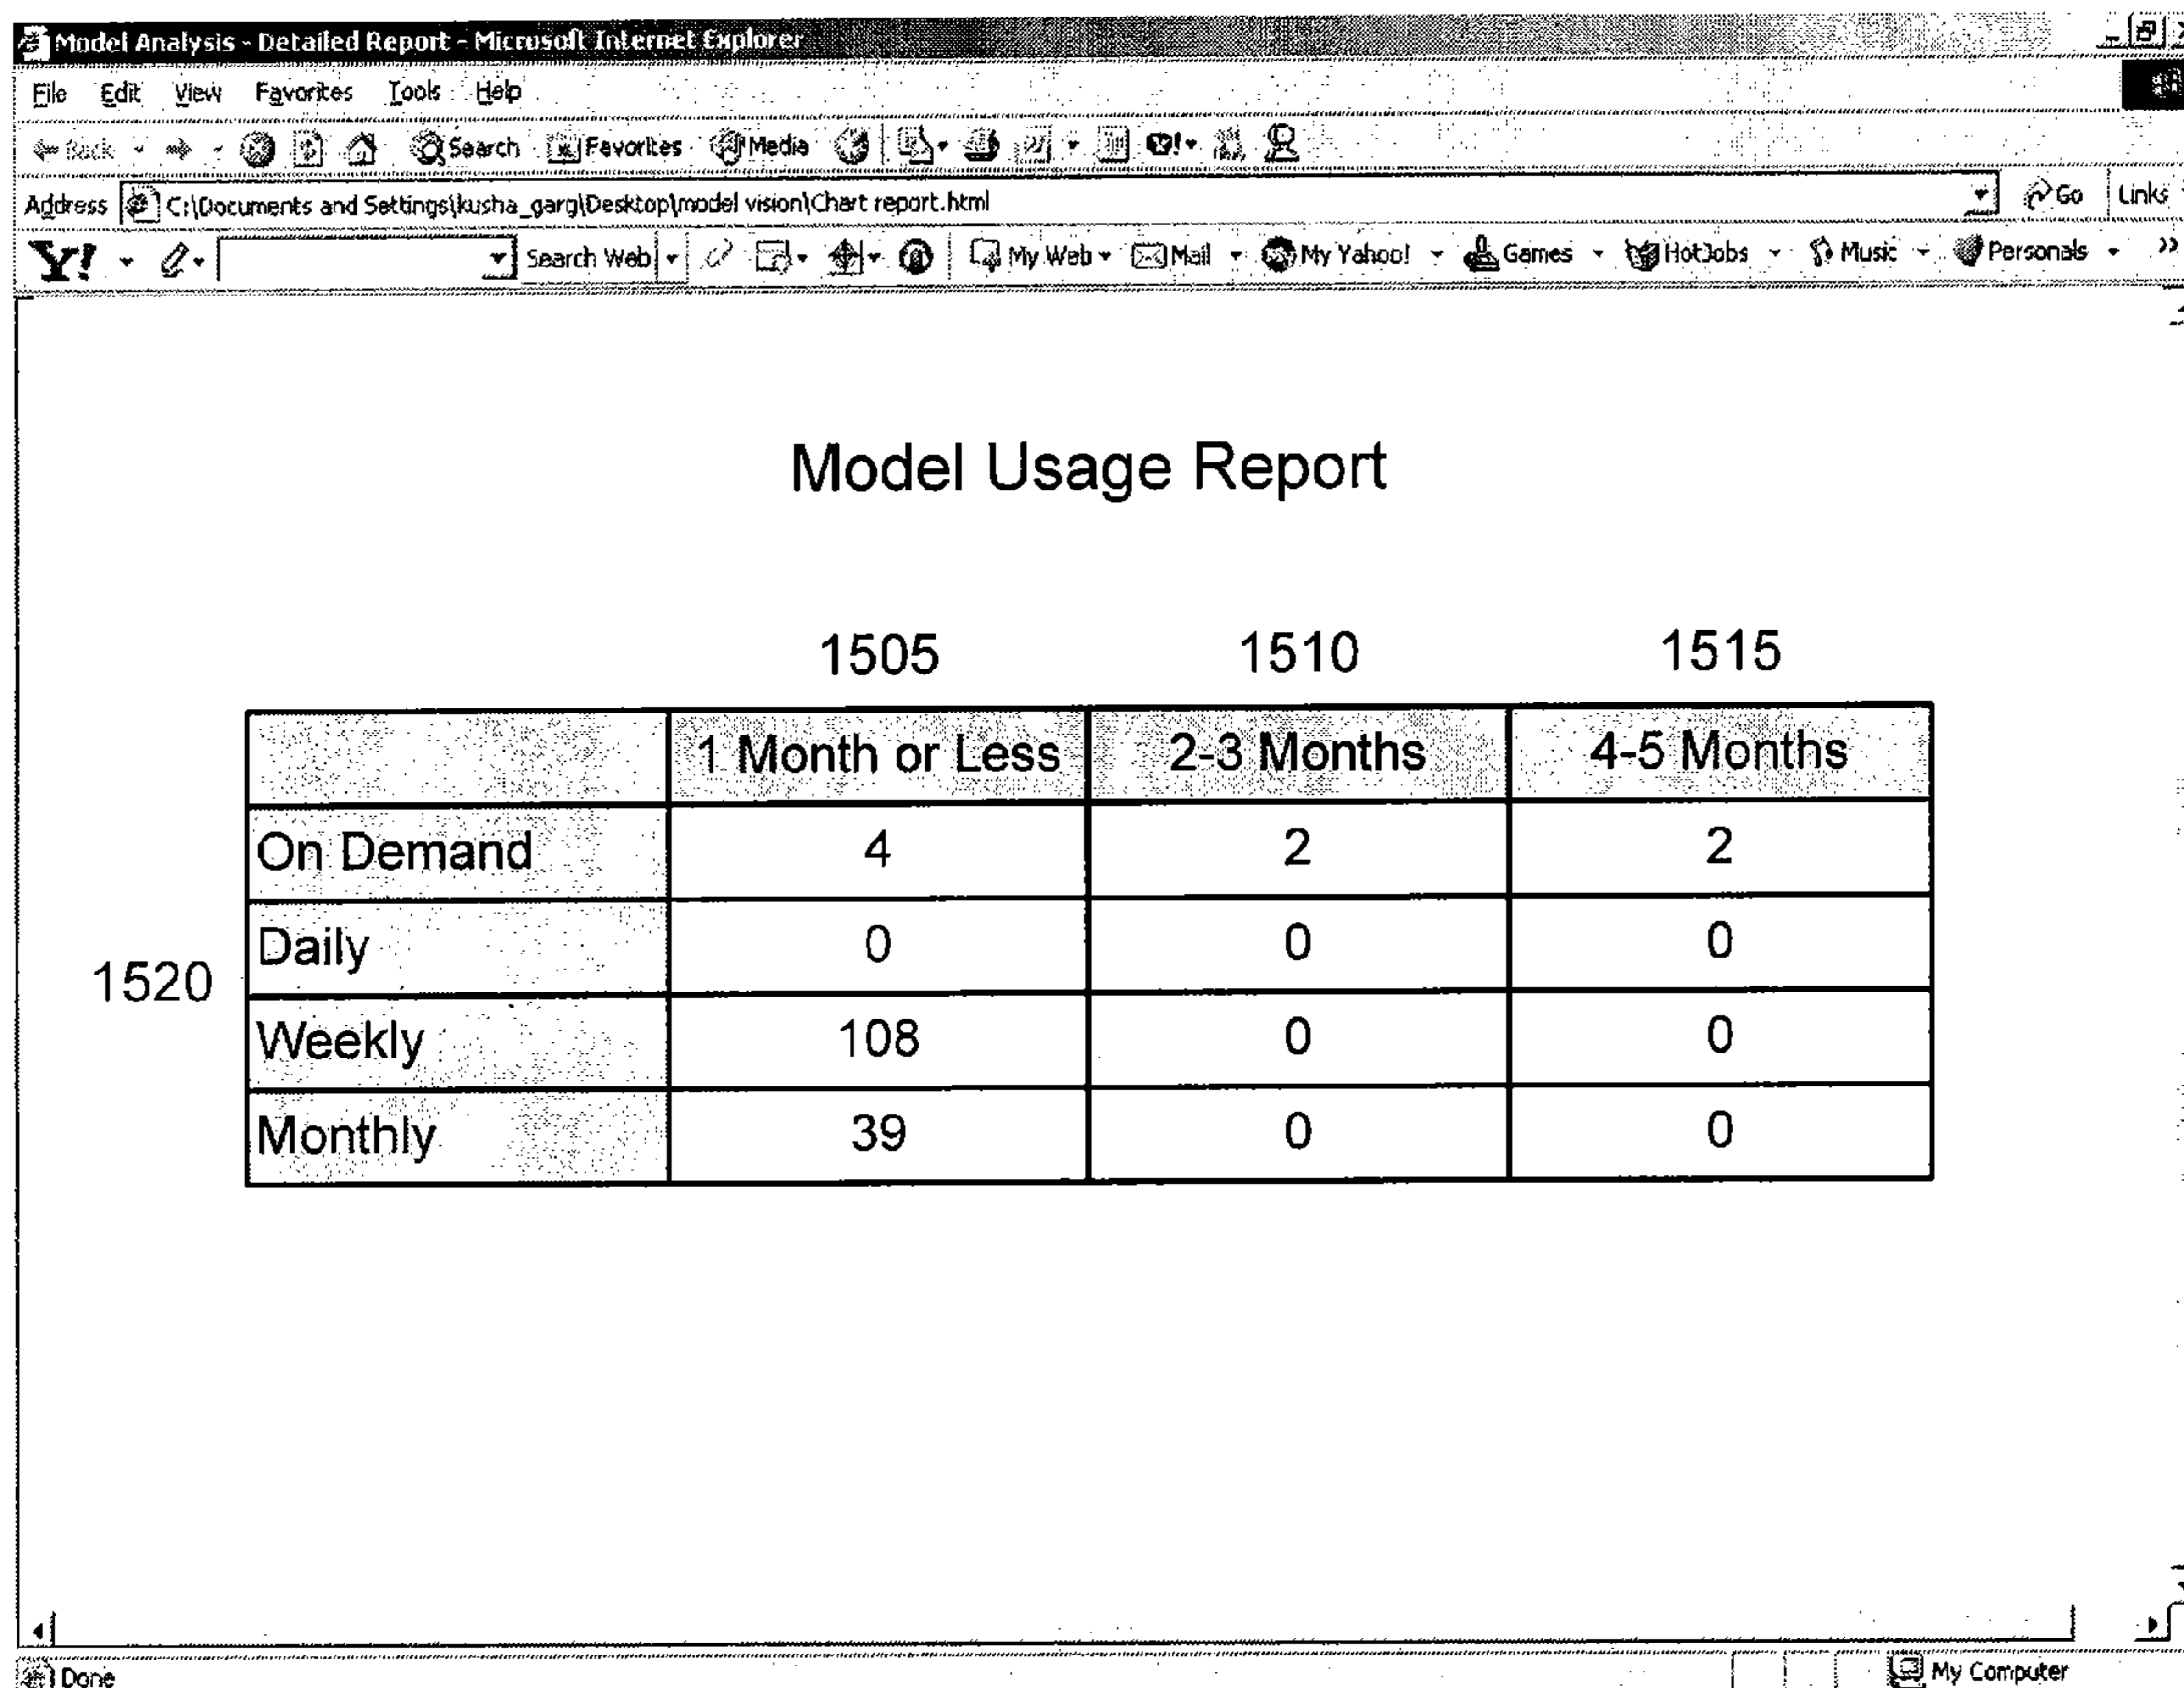 Model Analysis - Detailed Report - Microsoft Internet Explorer
File Edit View Favorites Tools Help
Back Search Favorites Media
Address C:\Documents and Settings\kusha_garg\Desktop\model vision\Chart report.html Go Links
Y! Search Web My Web Mail My Yahoo! Games HotJobs Music Personals »
Model Usage Report
1505 1510 1515
1 Month or Less 2-3 Months 4-5 Months
On Demand 4 2 2
Daily 0 0 0
1520
Weekly 108 0 0
Monthly 39 0 0
Done My Computer